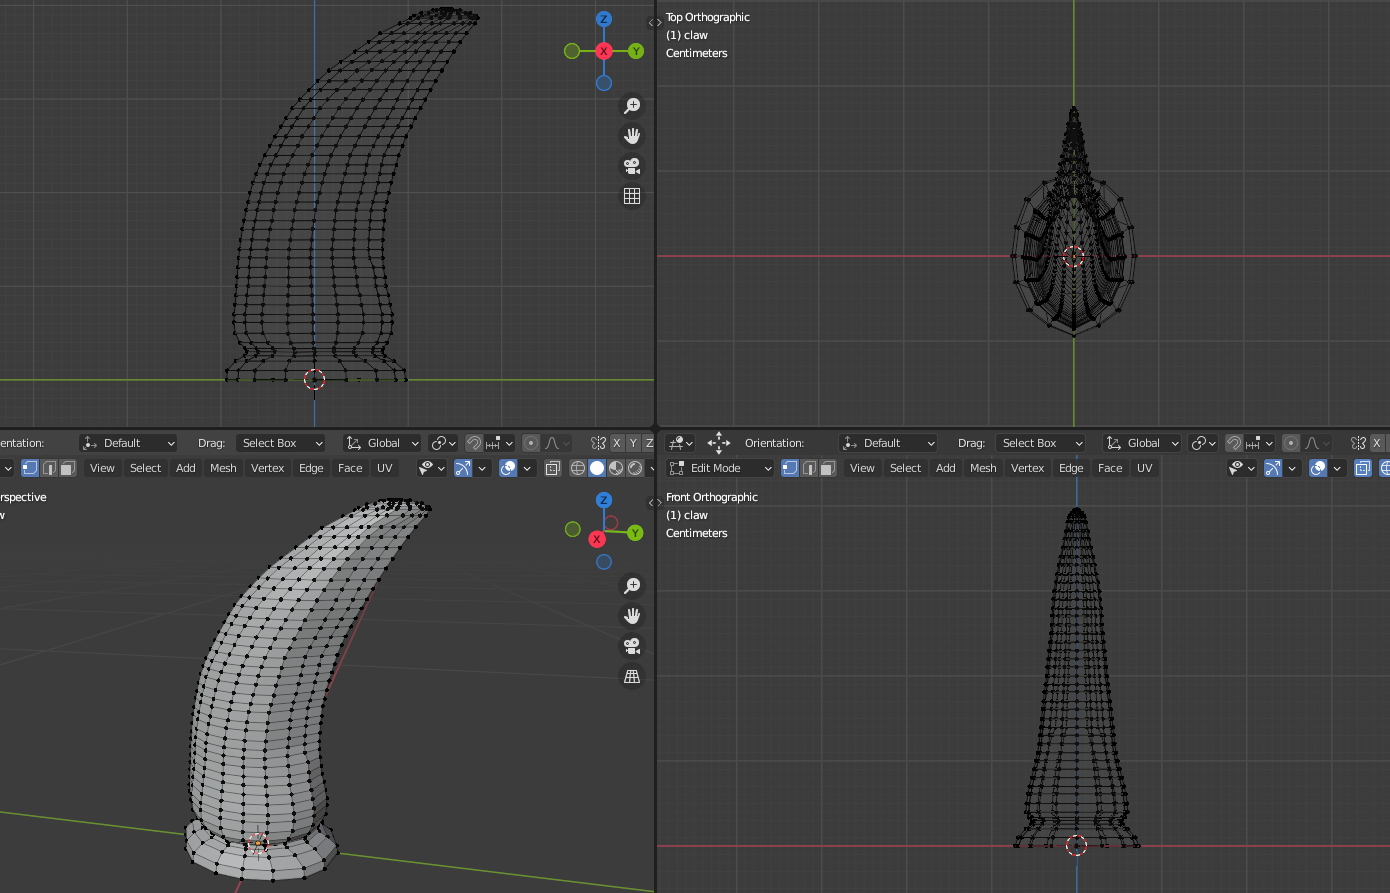 Z
Y
X
Top Orthographic
(1) claw
Centimeters
entation: Default Drag: Select Box Global X Y Z
View Select Add Mesh Vertex Edge Face UV
rspective
w
Z
Y
X
Orientation: Default Drag: Select Box Global X
Edit Mode View Select Add Mesh Vertex Edge Face UV
Front Orthographic
(1) claw
Centimeters